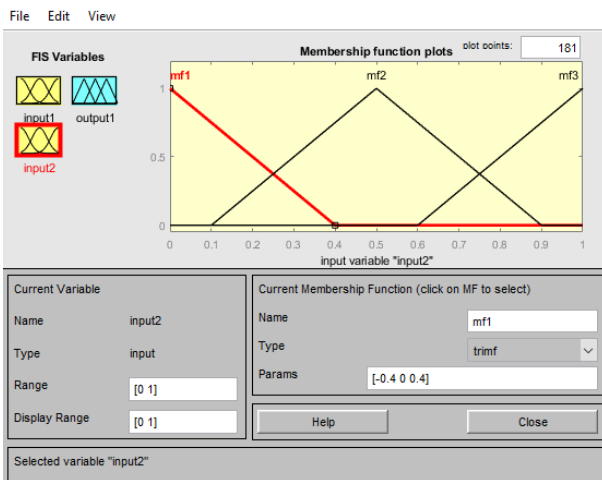 File Edit View
FIS Variables
Membership function plots
plot points:
181
input1
output1
input2
mf1
mf2
mf3
1
0.5
0
0 0.1 0.2 0.3 0.4 0.5 0.6 0.7 0.8 0.9 1
input variable "input2"
Current Variable
Name input2
Type input
Range [0 1]
Display Range [0 1]
Current Membership Function (click on MF to select)
Name mf1
Type trimf
Params [-0.4 0 0.4]
Help
Close
Selected variable "input2"